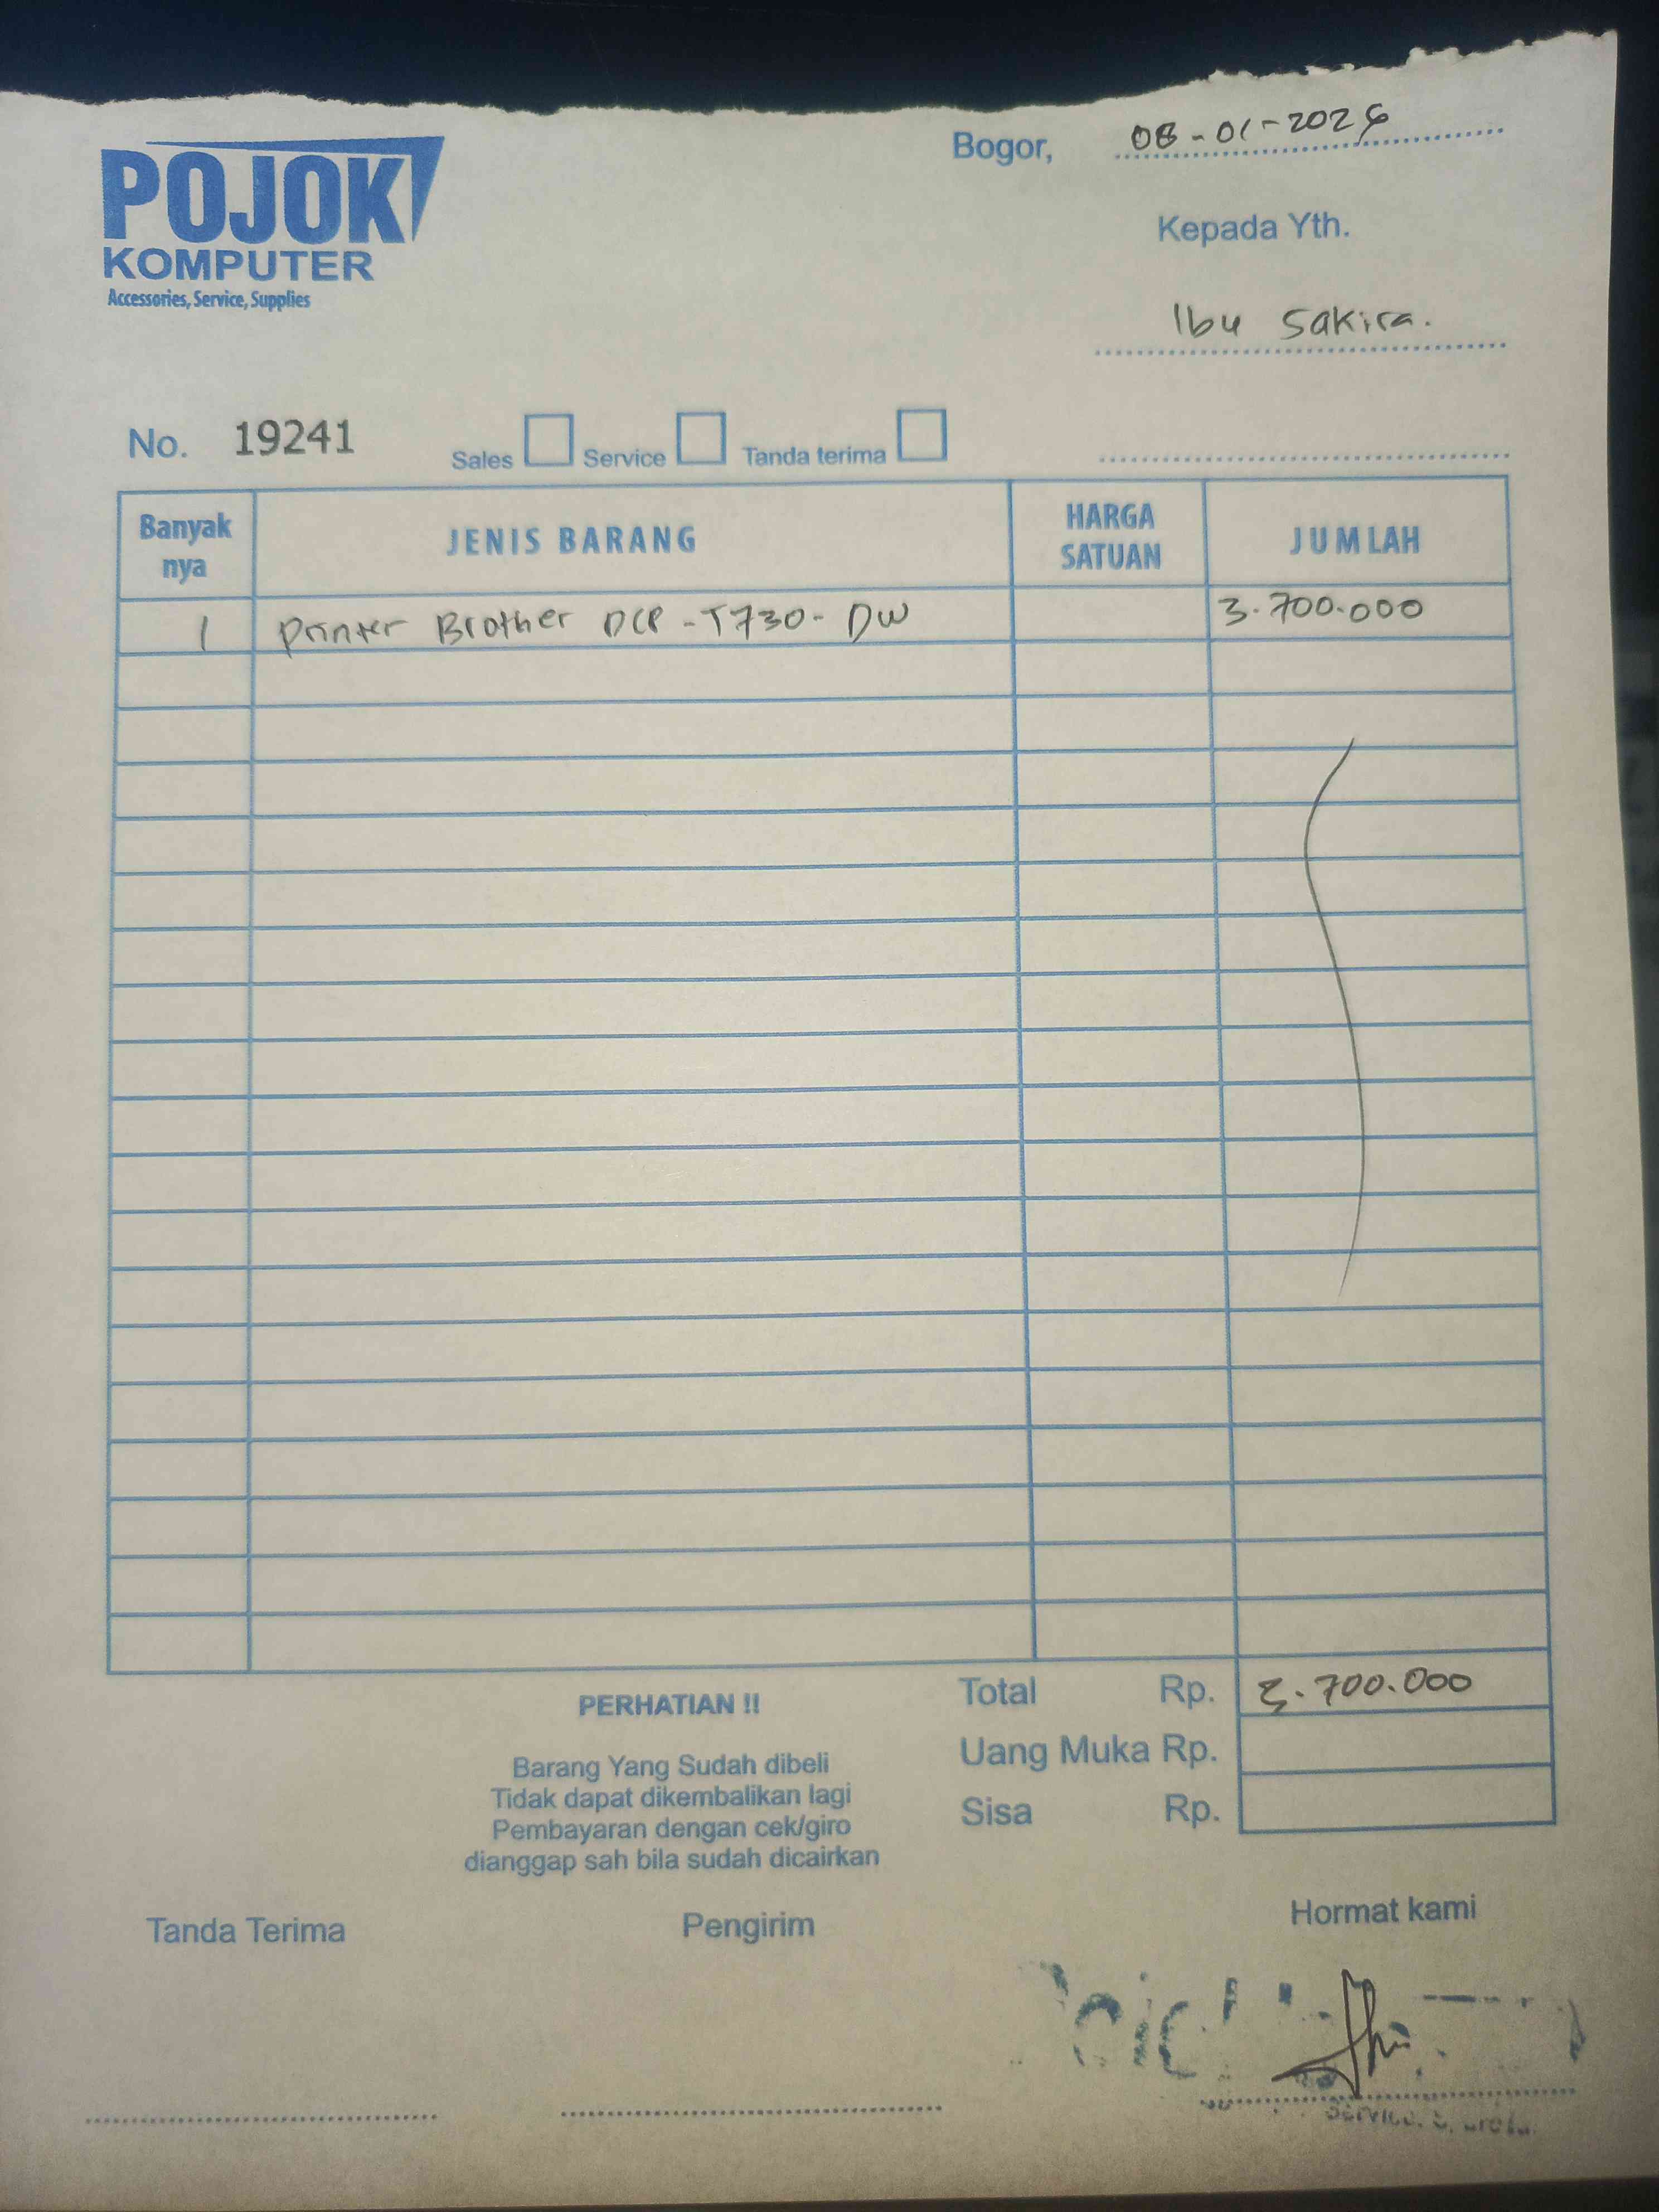 POJOK
KOMPUTER
Accessories, Service, Supplies
Bogor, 08-01-2026
Kepada Yth.
Ibu Sakira.
No. 19241 Sales Service Tanda terima
Banyak nya JENIS BARANG HARGA SATUAN JUMLAH
1 Printer Brother DCP-T730-DW 3.700.000
Total Rp. 3.700.000
Uang Muka Rp.
Sisa Rp.
PERHATIAN !!
Barang Yang Sudah dibeli
Tidak dapat dikembalikan lagi
Pembayaran dengan cek/giro
dianggap sah bila sudah dicairkan
Tanda Terima Pengirim Hormat kami